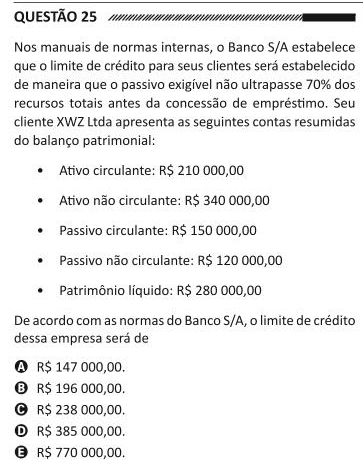 QUESTÃO 25
Nos manuais de normas internas, o Banco S/A estabelece
que o limite de crédito para seus clientes será estabelecido
de maneira que o passivo exigível não ultrapasse 70% dos
recursos totais antes da concessão de empréstimo. Seu
cliente XWZ Ltda apresenta as seguintes contas resumidas
do balanço patrimonial:
• Ativo circulante: R$ 210 000,00
• Ativo não circulante: R$ 340 000,00
• Passivo circulante: R$ 150 000,00
• Passivo não circulante: R$ 120 000,00
• Patrimônio líquido: R$ 280 000,00
De acordo com as normas do Banco S/A, o limite de crédito
dessa empresa será de
A R$ 147 000,00.
B R$ 196 000,00.
C R$ 238 000,00.
D R$ 385 000,00.
E R$ 770 000,00.